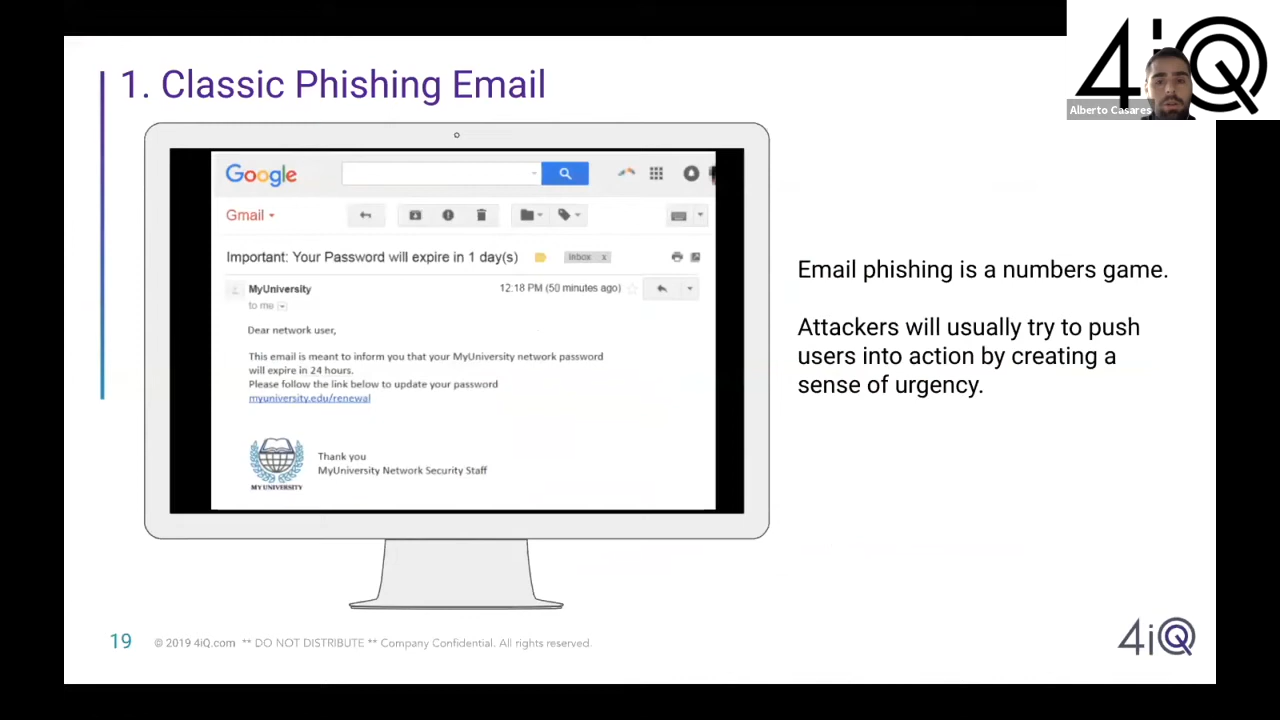 4iQ
Alberto Casares
1. Classic Phishing Email
Google
Gmail
Important: Your Password will expire in 1 day(s)
Inbox x
MyUniversity
12:18 PM (50 minutes ago)
to me
Dear network user,
This email is meant to inform you that your MyUniversity network password
will expire in 24 hours.
Please follow the link below to update your password
myuniversity.edu/renewal
MY UNIVERSITY
Thank you
MyUniversity Network Security Staff
Email phishing is a numbers game.
Attackers will usually try to push
users into action by creating a
sense of urgency.
19
© 2019 4iQ.com ** DO NOT DISTRIBUTE ** Company Confidential. All rights reserved.
4iQ